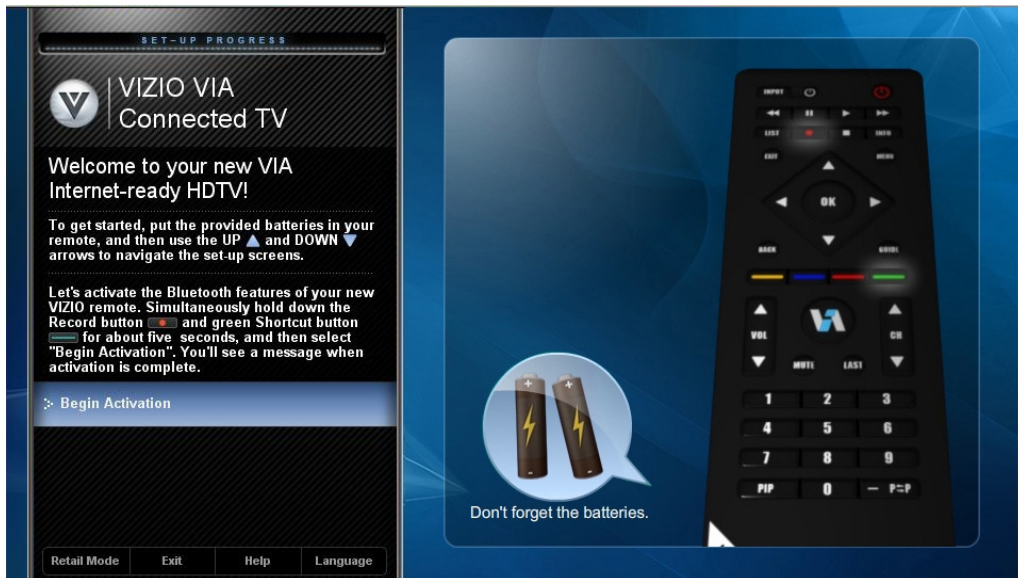 SET-UP PROGRESS
VIZIO VIA
Connected TV
Welcome to your new VIA
Internet-ready HDTV!
To get started, put the provided batteries in your
remote, and then use the UP and DOWN
arrows to navigate the set-up screens.
Let's activate the Bluetooth features of your new
VIZIO remote. Simultaneously hold down the
Record button and green Shortcut button
for about five seconds, amd then select
"Begin Activation". You'll see a message when
activation is complete.
Begin Activation
Retail Mode Exit Help Language
Don't forget the batteries.
INPUT
LIST INFO
EXIT MENU
OK
BACK GUIDE
VOL CH
MUTE LAST
1 2 3
4 5 6
7 8 9
PIP 0 — P⇆P